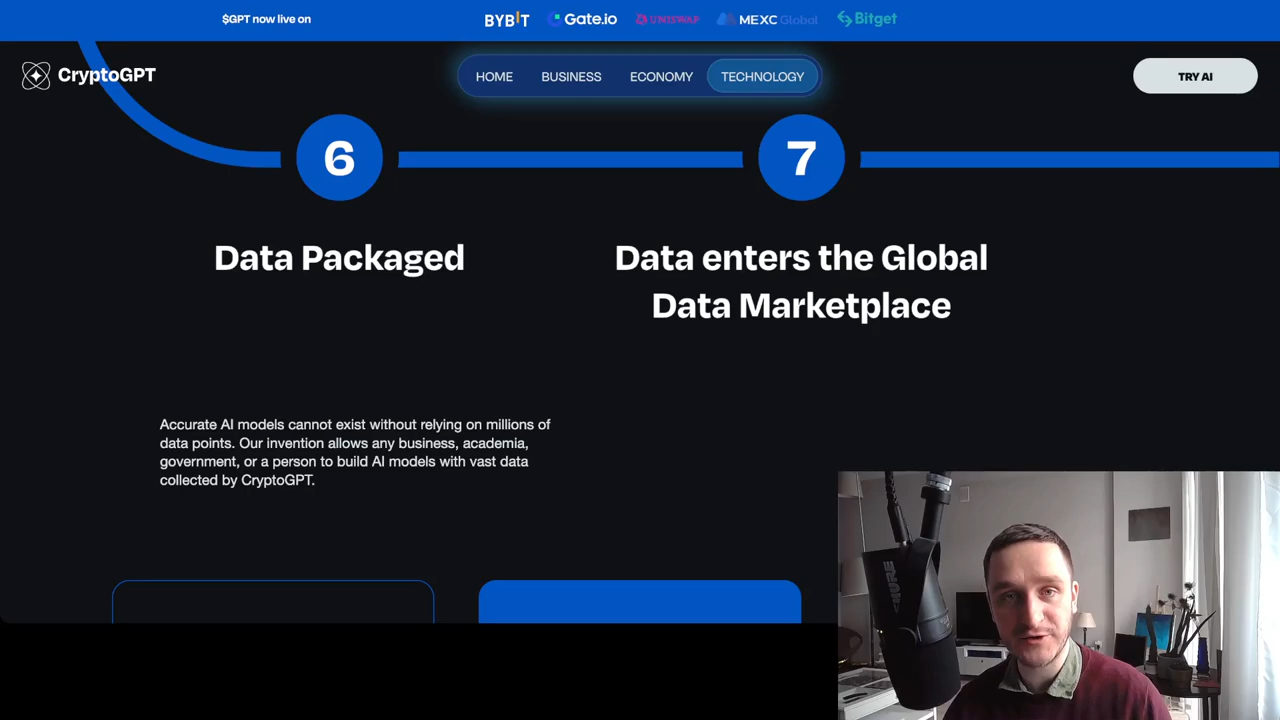 $GPT now live on
BYBIT
Gate.io
UNISWAP
MEXC Global
Bitget
CryptoGPT
HOME
BUSINESS
ECONOMY
TECHNOLOGY
TRY AI
6
7
Data Packaged
Data enters the Global
Data Marketplace
Accurate AI models cannot exist without relying on millions of
data points. Our invention allows any business, academia,
government, or a person to build AI models with vast data
collected by CryptoGPT.
SHURE